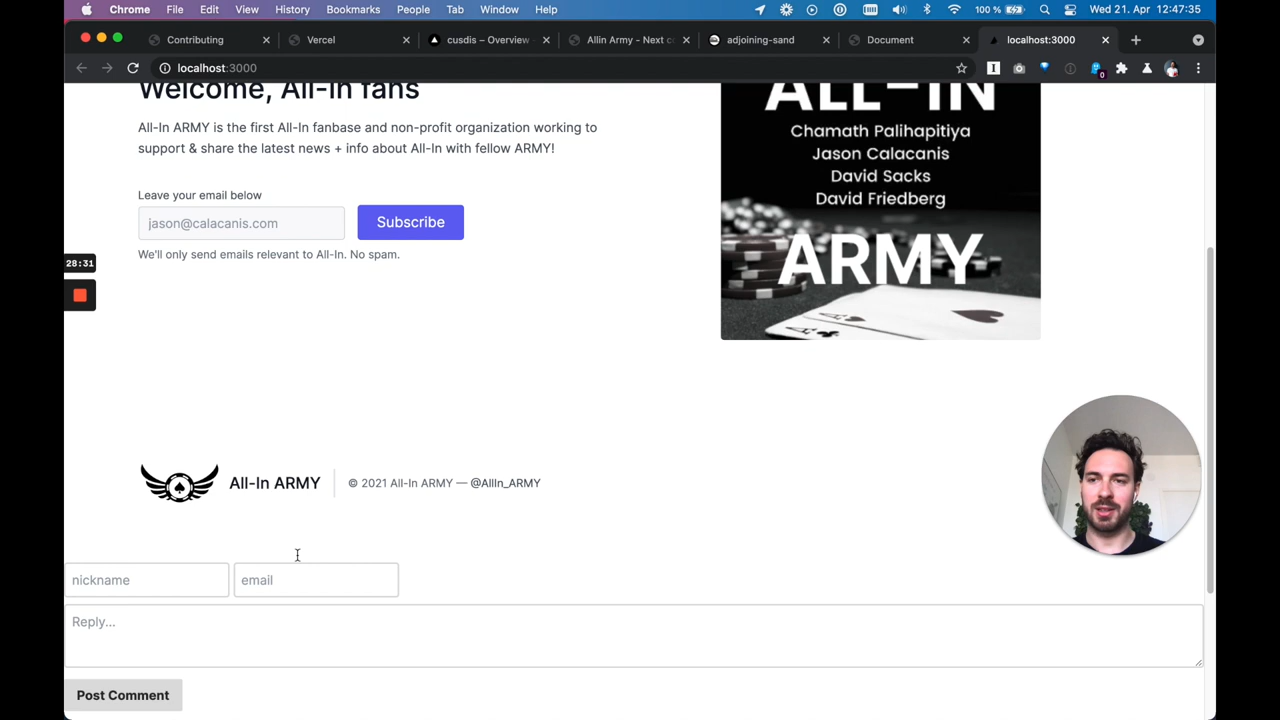 Chrome File Edit View History Bookmarks People Tab Window Help 100 % Wed 21. Apr 12:47:35
Contributing Vercel cusdis – Overview Allin Army - Next c adjoining-sand Document localhost:3000
localhost:3000
0
Welcome, All-In fans
All-In ARMY is the first All-In fanbase and non-profit organization working to
support & share the latest news + info about All-In with fellow ARMY!
Leave your email below
jason@calacanis.com
Subscribe
We'll only send emails relevant to All-In. No spam.
ALL-IN
Chamath Palihapitiya
Jason Calacanis
David Sacks
David Friedberg
ARMY
A
A
28:31
All-In ARMY
© 2021 All-In ARMY — @AllIn_ARMY
nickname
email
Reply...
Post Comment